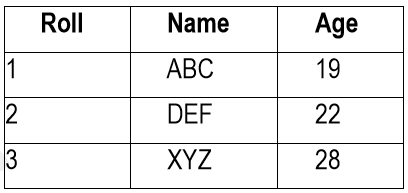 Roll Name Age
1 ABC 19
2 DEF 22
3 XYZ 28